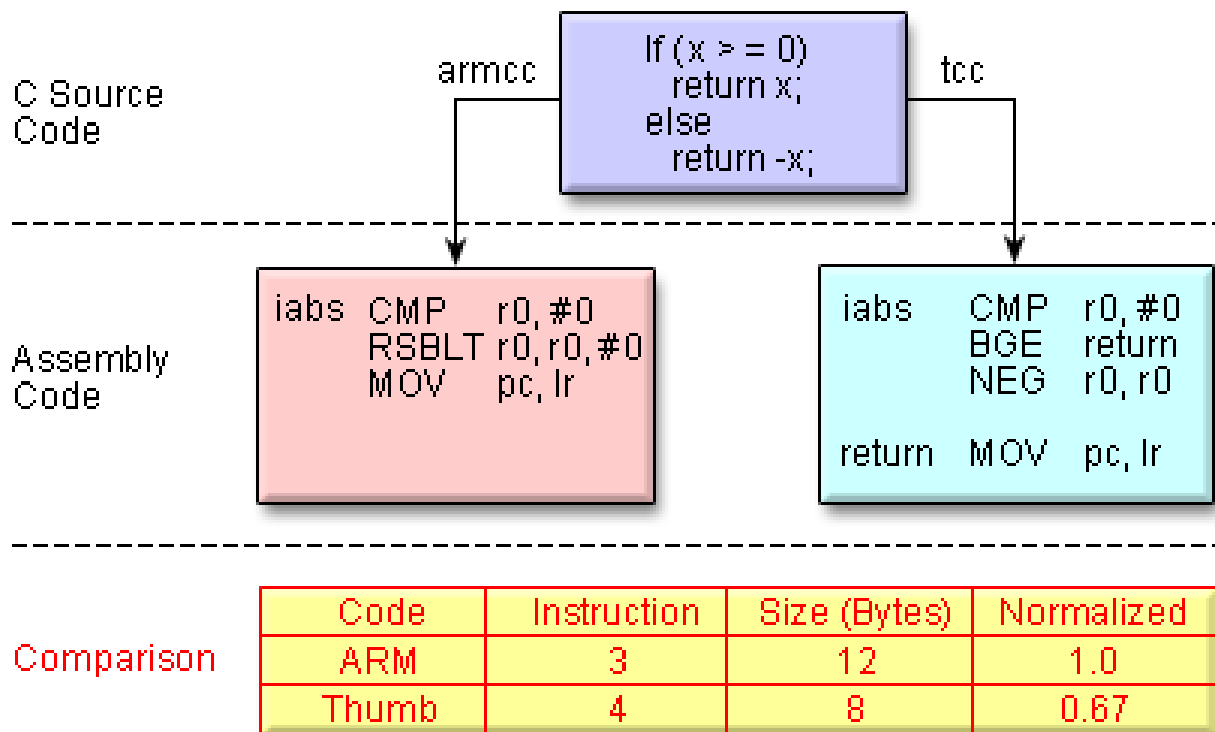 C Source
Code
armcc
If (x > = 0)
return x;
else
return -x;
tcc
Assembly
Code
iabs CMP r0, #0
RSBLT r0, r0, #0
MOV pc, lr
iabs CMP r0, #0
BGE return
NEG r0, r0
return MOV pc, lr
Comparison
Code Instruction Size (Bytes) Normalized
ARM 3 12 1.0
Thumb 4 8 0.67